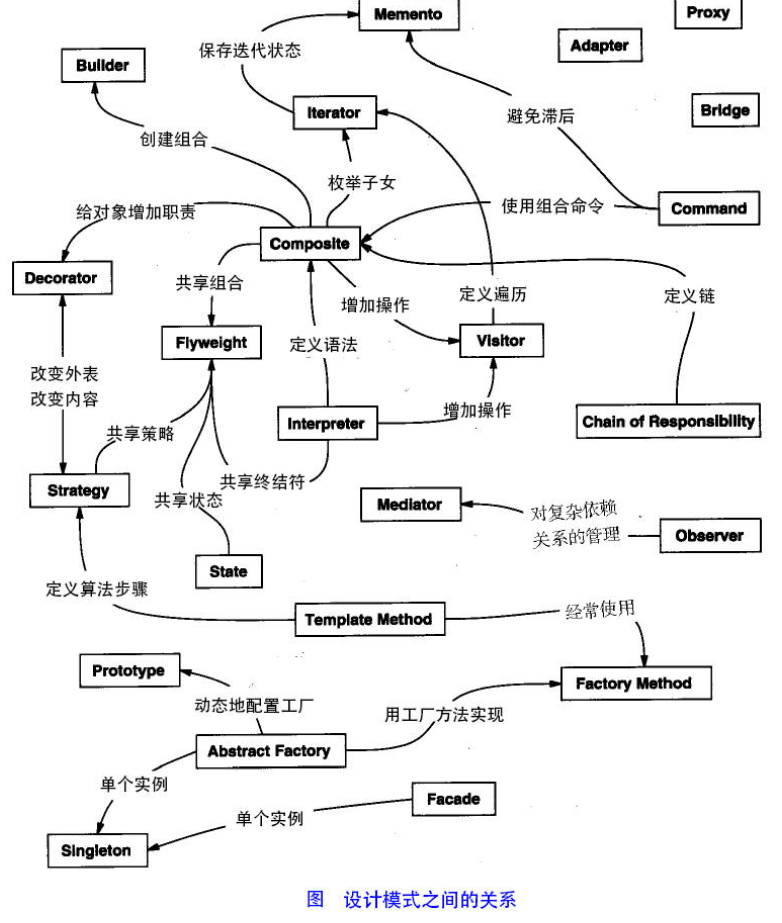 Memento
Proxy
Adapter
保存迭代状态
Builder
Iterator
Bridge
避免滞后
创建组合
枚举子女
给对象增加职责
使用组合命令
Command
Composite
Decorator
共享组合
增加操作
定义遍历
定义链
Flyweight
定义语法
Visitor
改变外表
改变内容
增加操作
Interpreter
Chain of Responsibility
共享策略
共享终结符
Strategy
共享状态
Mediator
对复杂依赖
关系的管理
Observer
State
定义算法步骤
Template Method
经常使用
Prototype
Factory Method
动态地配置工厂
用工厂方法实现
Abstract Factory
单个实例
Facade
单个实例
Singleton
图 设计模式之间的关系